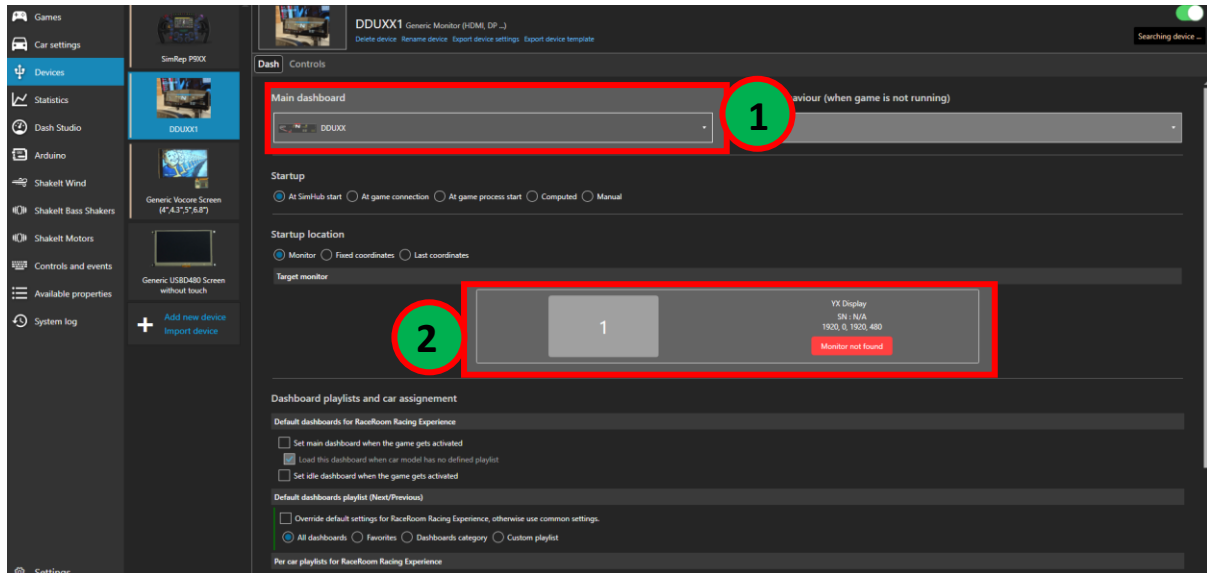 Games
Car settings
Devices
Statistics
Dash Studio
Arduino
ShakeIt Wind
ShakeIt Bass Shakers
ShakeIt Motors
Controls and events
Available properties
System log
Settings
SimRep P9XX
DDUXX1
Generic Vocore Screen
(4",4.3",5",6.8")
Generic USBD480 Screen
without touch
Add new device
Import device
DDUXX1 Generic Monitor (HDMI, DP ...)
Delete device Rename device Export device settings Export device template
Searching device ...
Dash Controls
Main dashboard
aviour (when game is not running)
DDUXX
1
Startup
At SimHub start At game connection At game process start Computed Manual
Startup location
Monitor Fixed coordinates Last coordinates
Target monitor
2
1
YX Display
SN : N/A
1920, 0, 1920, 480
Monitor not found
Dashboard playlists and car assignement
Default dashboards for RaceRoom Racing Experience
Set main dashboard when the game gets activated
Load this dashboard when car model has no defined playlist
Set idle dashboard when the game gets activated
Default dashboards playlist (Next/Previous)
Override default settings for RaceRoom Racing Experience, otherwise use common settings.
All dashboards Favorites Dashboards category Custom playlist
Per car playlists for RaceRoom Racing Experience